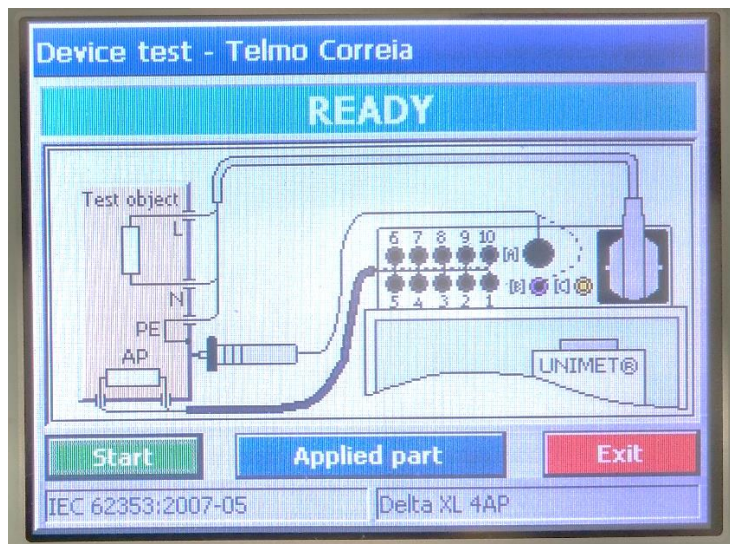 Device test - Telmo Correia
READY
Test object
L
N
PE
AP
6 7 8 9 10
[A]
[B] [C]
5 4 3 2 1
UNIMET®
Start
Applied part
Exit
IEC 62353:2007-05
Delta XL 4AP